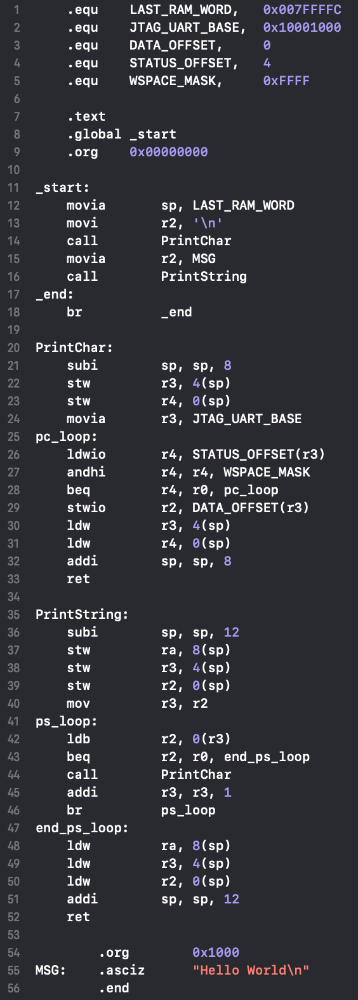 1 .equ LAST_RAM_WORD, 0x007FFFFC
2 .equ JTAG_UART_BASE, 0x10001000
3 .equ DATA_OFFSET, 0
4 .equ STATUS_OFFSET, 4
5 .equ WSPACE_MASK, 0xFFFF
6
7 .text
8 .global _start
9 .org 0x00000000
10
11 _start:
12 movia sp, LAST_RAM_WORD
13 movi r2, '\n'
14 call PrintChar
15 movia r2, MSG
16 call PrintString
17 _end:
18 br _end
19
20 PrintChar:
21 subi sp, sp, 8
22 stw r3, 4(sp)
23 stw r4, 0(sp)
24 movia r3, JTAG_UART_BASE
25 pc_loop:
26 ldwio r4, STATUS_OFFSET(r3)
27 andhi r4, r4, WSPACE_MASK
28 beq r4, r0, pc_loop
29 stwio r2, DATA_OFFSET(r3)
30 ldw r3, 4(sp)
31 ldw r4, 0(sp)
32 addi sp, sp, 8
33 ret
34
35 PrintString:
36 subi sp, sp, 12
37 stw ra, 8(sp)
38 stw r3, 4(sp)
39 stw r2, 0(sp)
40 mov r3, r2
41 ps_loop:
42 ldb r2, 0(r3)
43 beq r2, r0, end_ps_loop
44 call PrintChar
45 addi r3, r3, 1
46 br ps_loop
47 end_ps_loop:
48 ldw ra, 8(sp)
49 ldw r3, 4(sp)
50 ldw r2, 0(sp)
51 addi sp, sp, 12
52 ret
53
54 .org 0x1000
55 MSG: .asciz "Hello World\n"
56 .end